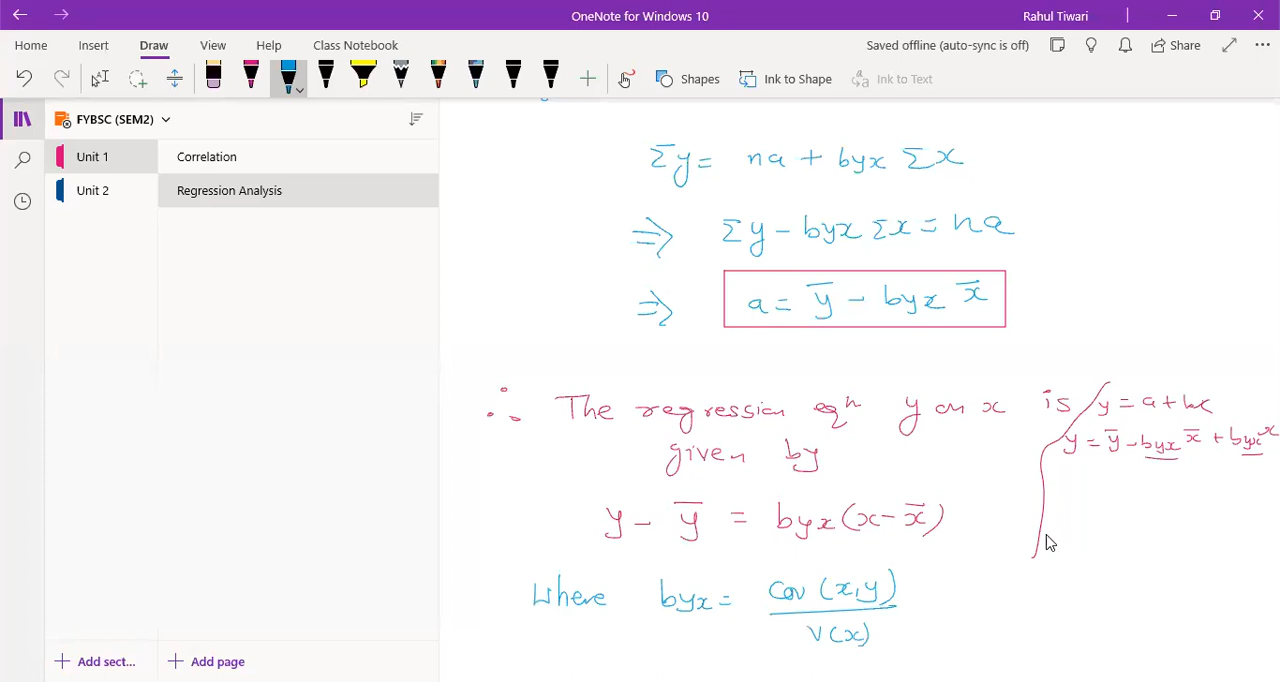 OneNote for Windows 10
Rahul Tiwari
Home Insert Draw View Help Class Notebook
Saved offline (auto-sync is off)
Share
Shapes
Ink to Shape
Ink to Text
FYBSC (SEM2)
Unit 1
Unit 2
Correlation
Regression Analysis
Σy = na + byx Σx
⇒ Σy - byx Σx = na
⇒ a = y̅ - byx x̅
∴ The regression eqⁿ y on x is
given by
y = a + bx
y = y̅ - byx x̅ + byx x
y - y̅ = byx (x - x̅)
Where byx = cov (x,y)
V(x)
Add sect...
Add page